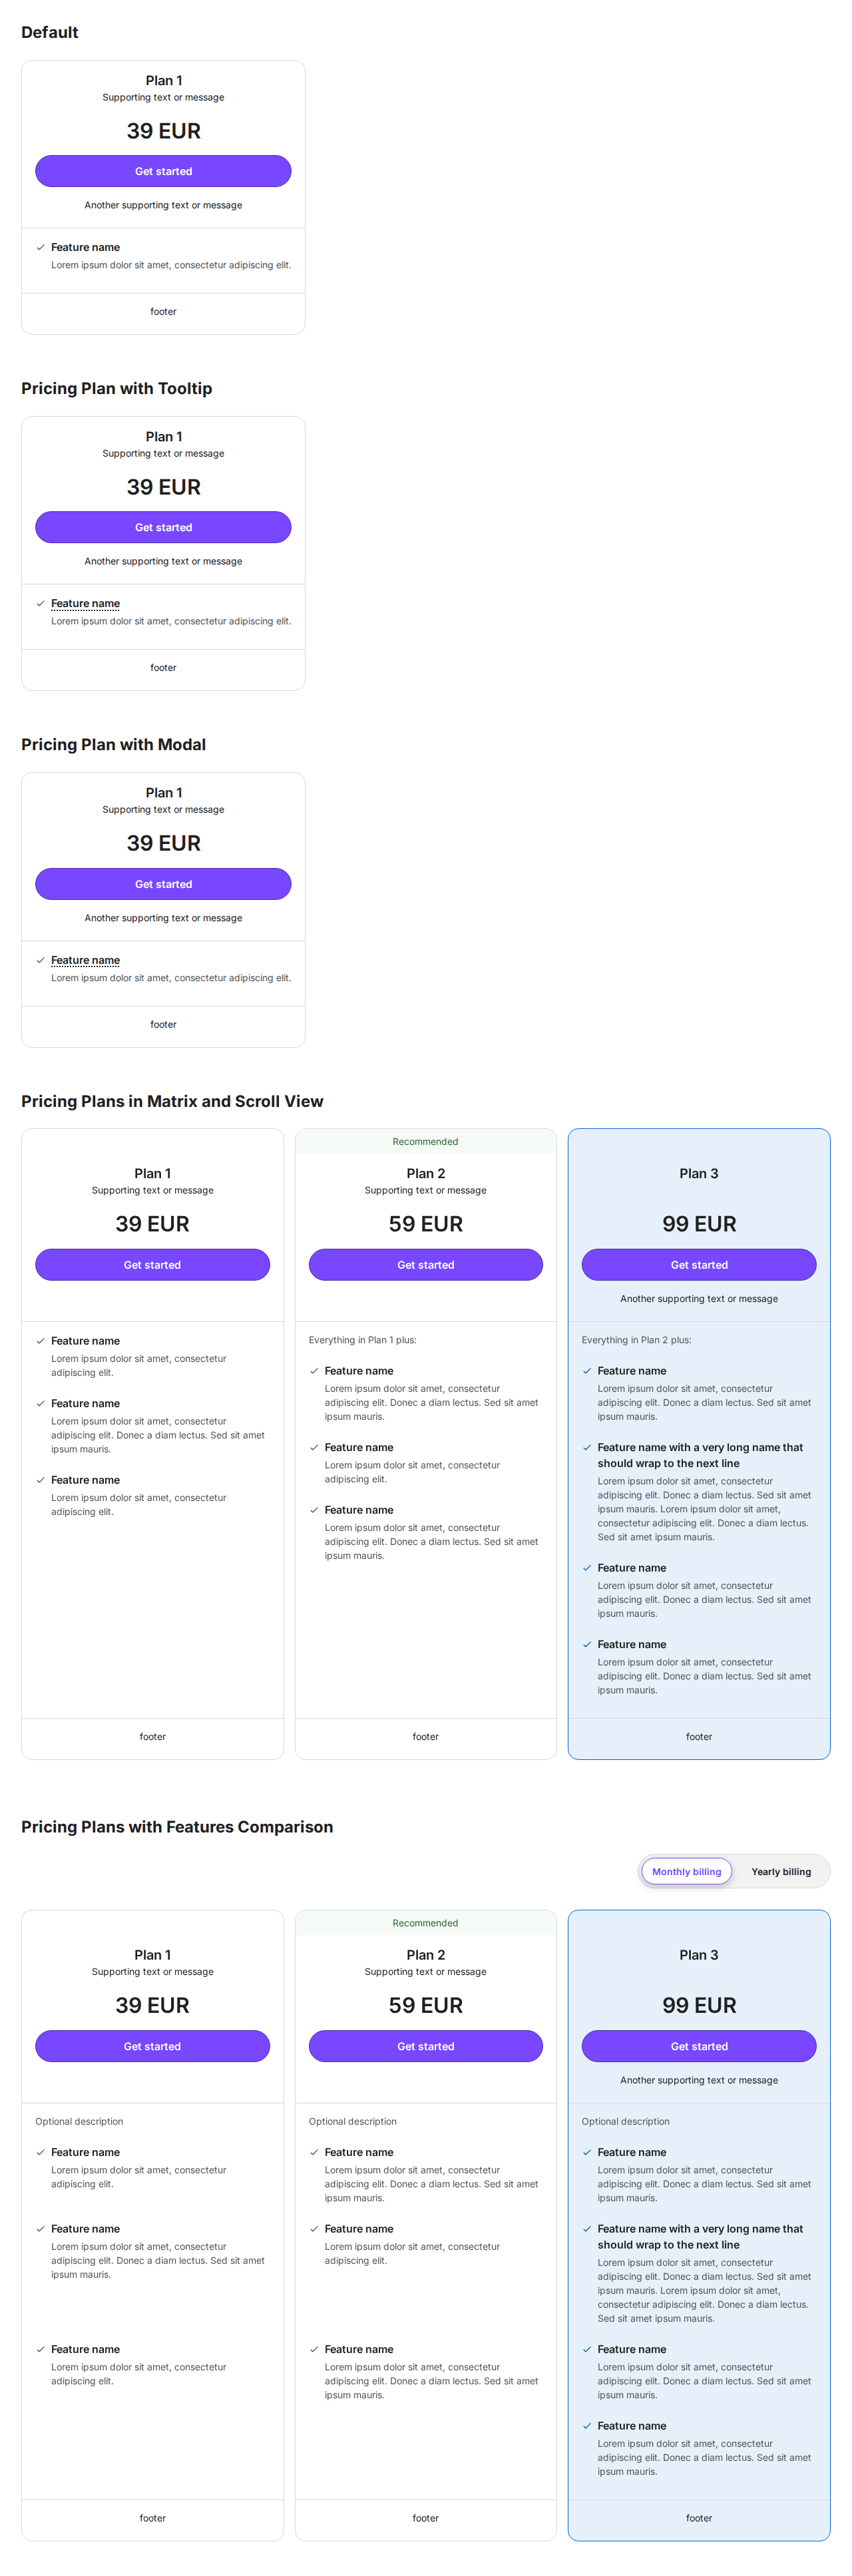 Default
Plan 1
Supporting text or message
39 EUR
Get started
Another supporting text or message
Feature name
Lorem ipsum dolor sit amet, consectetur adipiscing elit.
footer
Pricing Plan with Tooltip
Plan 1
Supporting text or message
39 EUR
Get started
Another supporting text or message
Feature name
Lorem ipsum dolor sit amet, consectetur adipiscing elit.
footer
Pricing Plan with Modal
Plan 1
Supporting text or message
39 EUR
Get started
Another supporting text or message
Feature name
Lorem ipsum dolor sit amet, consectetur adipiscing elit.
footer
Pricing Plans in Matrix and Scroll View
Plan 1
Supporting text or message
39 EUR
Get started
Feature name
Lorem ipsum dolor sit amet, consectetur
adipiscing elit.
Feature name
Lorem ipsum dolor sit amet, consectetur
adipiscing elit. Donec a diam lectus. Sed sit amet
ipsum mauris.
Feature name
Lorem ipsum dolor sit amet, consectetur
adipiscing elit.
footer
Recommended
Plan 2
Supporting text or message
59 EUR
Get started
Everything in Plan 1 plus:
Feature name
Lorem ipsum dolor sit amet, consectetur
adipiscing elit. Donec a diam lectus. Sed sit amet
ipsum mauris.
Feature name
Lorem ipsum dolor sit amet, consectetur
adipiscing elit.
Feature name
Lorem ipsum dolor sit amet, consectetur
adipiscing elit. Donec a diam lectus. Sed sit amet
ipsum mauris.
footer
Plan 3
99 EUR
Get started
Another supporting text or message
Everything in Plan 2 plus:
Feature name
Lorem ipsum dolor sit amet, consectetur
adipiscing elit. Donec a diam lectus. Sed sit amet
ipsum mauris.
Feature name with a very long name that
should wrap to the next line
Lorem ipsum dolor sit amet, consectetur
adipiscing elit. Donec a diam lectus. Sed sit amet
ipsum mauris. Lorem ipsum dolor sit amet,
consectetur adipiscing elit. Donec a diam lectus.
Sed sit amet ipsum mauris.
Feature name
Lorem ipsum dolor sit amet, consectetur
adipiscing elit. Donec a diam lectus. Sed sit amet
ipsum mauris.
Feature name
Lorem ipsum dolor sit amet, consectetur
adipiscing elit. Donec a diam lectus. Sed sit amet
ipsum mauris.
footer
Pricing Plans with Features Comparison
Monthly billing
Yearly billing
Plan 1
Supporting text or message
39 EUR
Get started
Optional description
Feature name
Lorem ipsum dolor sit amet, consectetur
adipiscing elit.
Feature name
Lorem ipsum dolor sit amet, consectetur
adipiscing elit. Donec a diam lectus. Sed sit amet
ipsum mauris.
Feature name
Lorem ipsum dolor sit amet, consectetur
adipiscing elit.
footer
Recommended
Plan 2
Supporting text or message
59 EUR
Get started
Optional description
Feature name
Lorem ipsum dolor sit amet, consectetur
adipiscing elit. Donec a diam lectus. Sed sit amet
ipsum mauris.
Feature name
Lorem ipsum dolor sit amet, consectetur
adipiscing elit.
Feature name
Lorem ipsum dolor sit amet, consectetur
adipiscing elit. Donec a diam lectus. Sed sit amet
ipsum mauris.
footer
Plan 3
99 EUR
Get started
Another supporting text or message
Optional description
Feature name
Lorem ipsum dolor sit amet, consectetur
adipiscing elit. Donec a diam lectus. Sed sit amet
ipsum mauris.
Feature name with a very long name that
should wrap to the next line
Lorem ipsum dolor sit amet, consectetur
adipiscing elit. Donec a diam lectus. Sed sit amet
ipsum mauris. Lorem ipsum dolor sit amet,
consectetur adipiscing elit. Donec a diam lectus.
Sed sit amet ipsum mauris.
Feature name
Lorem ipsum dolor sit amet, consectetur
adipiscing elit. Donec a diam lectus. Sed sit amet
ipsum mauris.
Feature name
Lorem ipsum dolor sit amet, consectetur
adipiscing elit. Donec a diam lectus. Sed sit amet
ipsum mauris.
footer